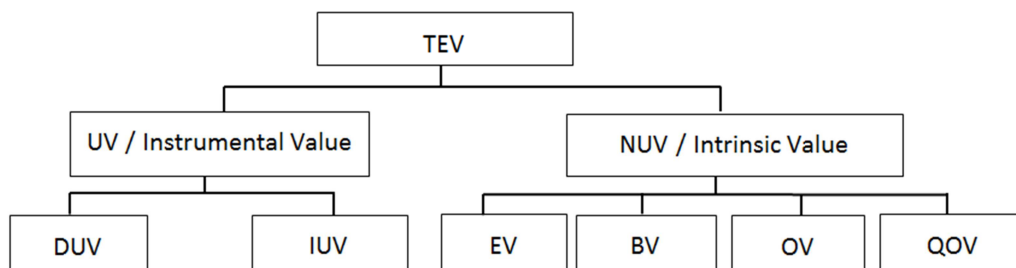 TEV
UV / Instrumental Value
NUV / Intrinsic Value
DUV
IUV
EV
BV
OV
QOV